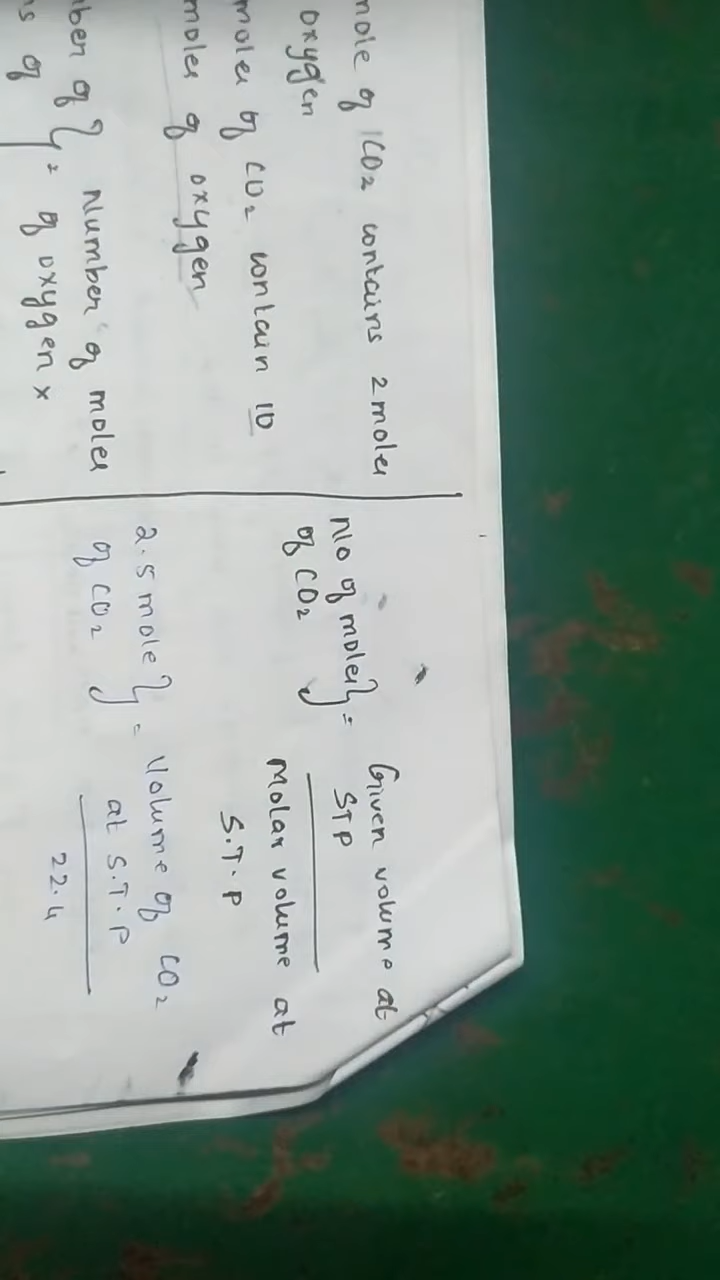 mole of CO2 contains 2 moles
oxygen
moles of CO2 contain 10
moles of oxygen
Number of moles
of } = of oxygen x
No of moles } = Given volume at
of CO2 STP
Molar volume at
S.T.P
2.5 mole } = Volume of CO2
of CO2 at S.T.P
22.4